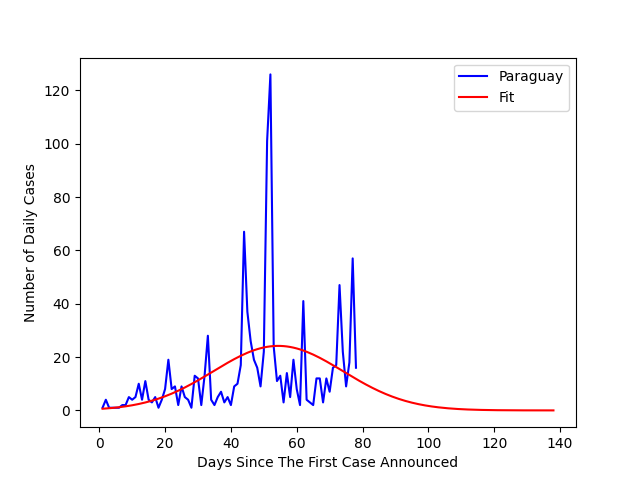 Paraguay
Fit
120
100
80
60
40
20
0
Number of Daily Cases
0 20 40 60 80 100 120 140
Days Since The First Case Announced